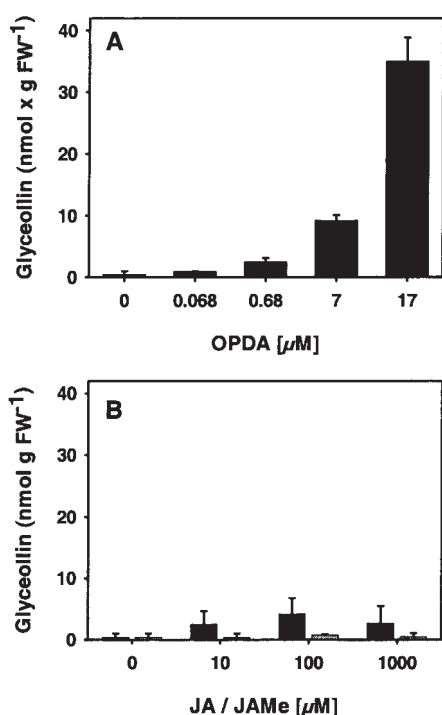 A
Glyceollin (nmol x g FW⁻¹)
40
30
20
10
0
0 0.068 0.68 7 17
OPDA [µM]
B
Glyceollin (nmol g FW⁻¹)
40
30
20
10
0
0 10 100 1000
JA / JAMe [µM]